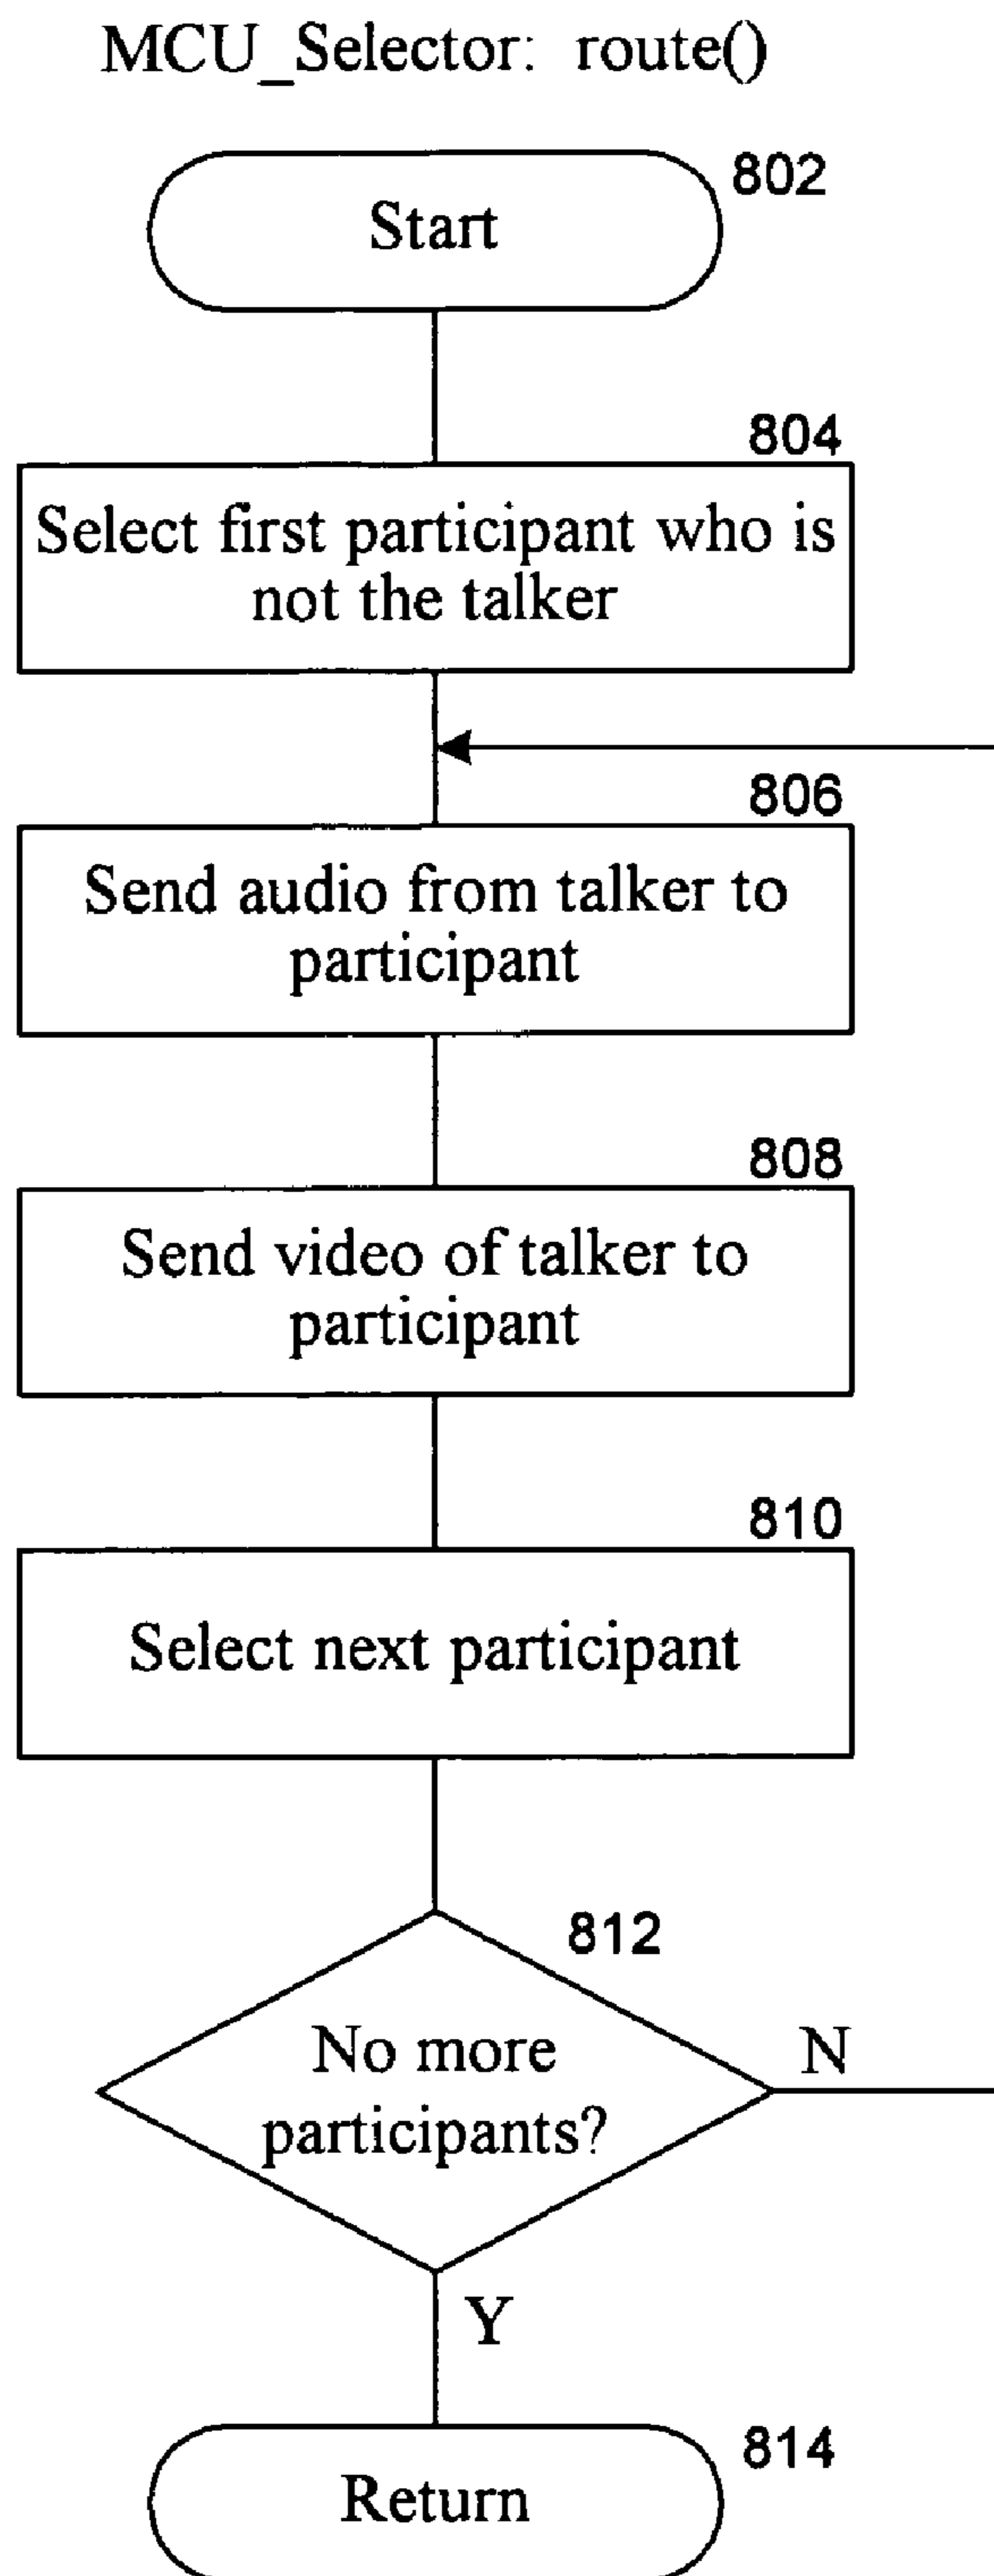 MCU_Selector: route()
802
Start
804
Select first participant who is
not the talker
806
Send audio from talker to
participant
808
Send video of talker to
participant
810
Select next participant
812
No more
participants?
N
Y
814
Return